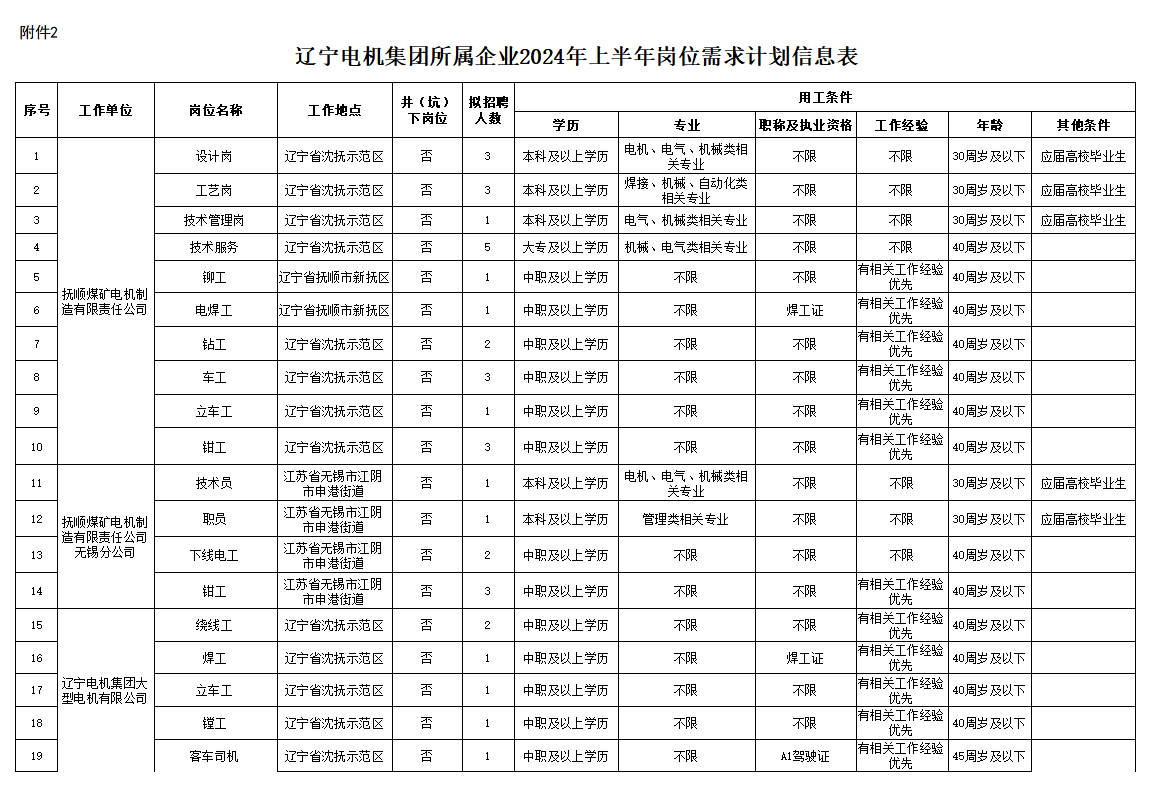 附件2
辽宁电机集团所属企业2024年上半年岗位需求计划信息表
序号 工作单位 岗位名称 工作地点 井（坑）下岗位 拟招聘人数 用工条件
学历 专业 职称及执业资格 工作经验 年龄 其他条件
抚顺煤矿电机制造有限责任公司
1 设计岗 辽宁省沈抚示范区 否 3 本科及以上学历 电机、电气、机械类相关专业 不限 不限 30周岁及以下 应届高校毕业生
2 工艺岗 辽宁省沈抚示范区 否 3 本科及以上学历 焊接、机械、自动化类相关专业 不限 不限 30周岁及以下 应届高校毕业生
3 技术管理岗 辽宁省沈抚示范区 否 1 本科及以上学历 电气、机械类相关专业 不限 不限 30周岁及以下 应届高校毕业生
4 技术服务 辽宁省沈抚示范区 否 5 大专及以上学历 机械、电气类相关专业 不限 不限 40周岁及以下
5 铆工 辽宁省抚顺市新抚区 否 1 中职及以上学历 不限 不限 有相关工作经验优先 40周岁及以下
6 电焊工 辽宁省抚顺市新抚区 否 1 中职及以上学历 不限 焊工证 有相关工作经验优先 40周岁及以下
7 钻工 辽宁省沈抚示范区 否 2 中职及以上学历 不限 不限 有相关工作经验优先 40周岁及以下
8 车工 辽宁省沈抚示范区 否 3 中职及以上学历 不限 不限 有相关工作经验优先 40周岁及以下
9 立车工 辽宁省沈抚示范区 否 1 中职及以上学历 不限 不限 有相关工作经验优先 40周岁及以下
10 钳工 辽宁省沈抚示范区 否 3 中职及以上学历 不限 不限 有相关工作经验优先 40周岁及以下
抚顺煤矿电机制造有限责任公司无锡分公司
11 技术员 江苏省无锡市江阴市申港街道 否 1 本科及以上学历 电机、电气、机械类相关专业 不限 不限 30周岁及以下 应届高校毕业生
12 职员 江苏省无锡市江阴市申港街道 否 1 本科及以上学历 管理类相关专业 不限 不限 30周岁及以下 应届高校毕业生
13 下线电工 江苏省无锡市江阴市申港街道 否 2 中职及以上学历 不限 不限 不限 40周岁及以下
14 钳工 江苏省无锡市江阴市申港街道 否 3 中职及以上学历 不限 不限 有相关工作经验优先 40周岁及以下
辽宁电机集团大型电机有限公司
15 绕线工 辽宁省沈抚示范区 否 2 中职及以上学历 不限 不限 有相关工作经验优先 40周岁及以下
16 焊工 辽宁省沈抚示范区 否 1 中职及以上学历 不限 焊工证 有相关工作经验优先 40周岁及以下
17 立车工 辽宁省沈抚示范区 否 1 中职及以上学历 不限 不限 有相关工作经验优先 40周岁及以下
18 镗工 辽宁省沈抚示范区 否 1 中职及以上学历 不限 不限 有相关工作经验优先 40周岁及以下
19 客车司机 辽宁省沈抚示范区 否 1 中职及以上学历 不限 A1驾驶证 有相关工作经验优先 45周岁及以下